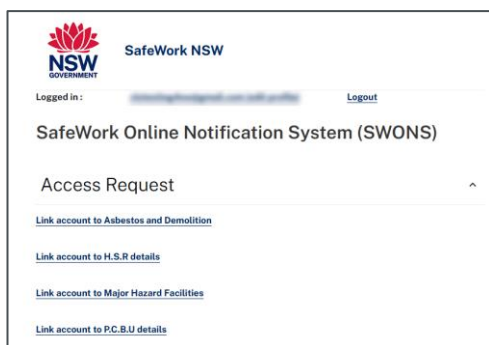 NSW
GOVERNMENT
SafeWork NSW
Logged in :
Logout
SafeWork Online Notification System (SWONS)
Access Request
Link account to Asbestos and Demolition
Link account to H.S.R details
Link account to Major Hazard Facilities
Link account to P.C.B.U details